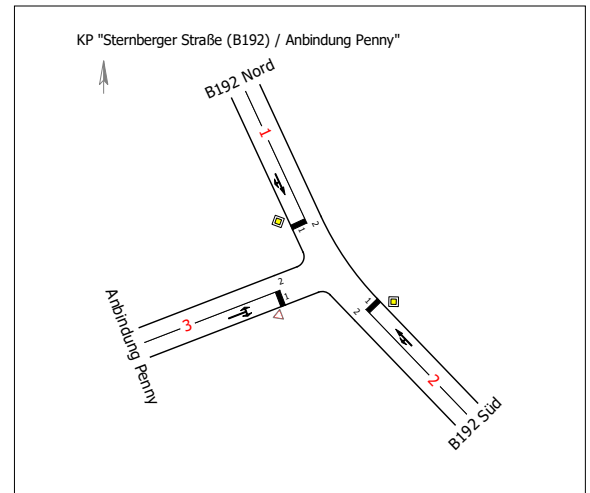 KP "Sternberger Straße (B192) / Anbindung Penny"
B192 Nord
1
2
1
2
1
Anbindung Penny
3
1
2
2
B192 Süd